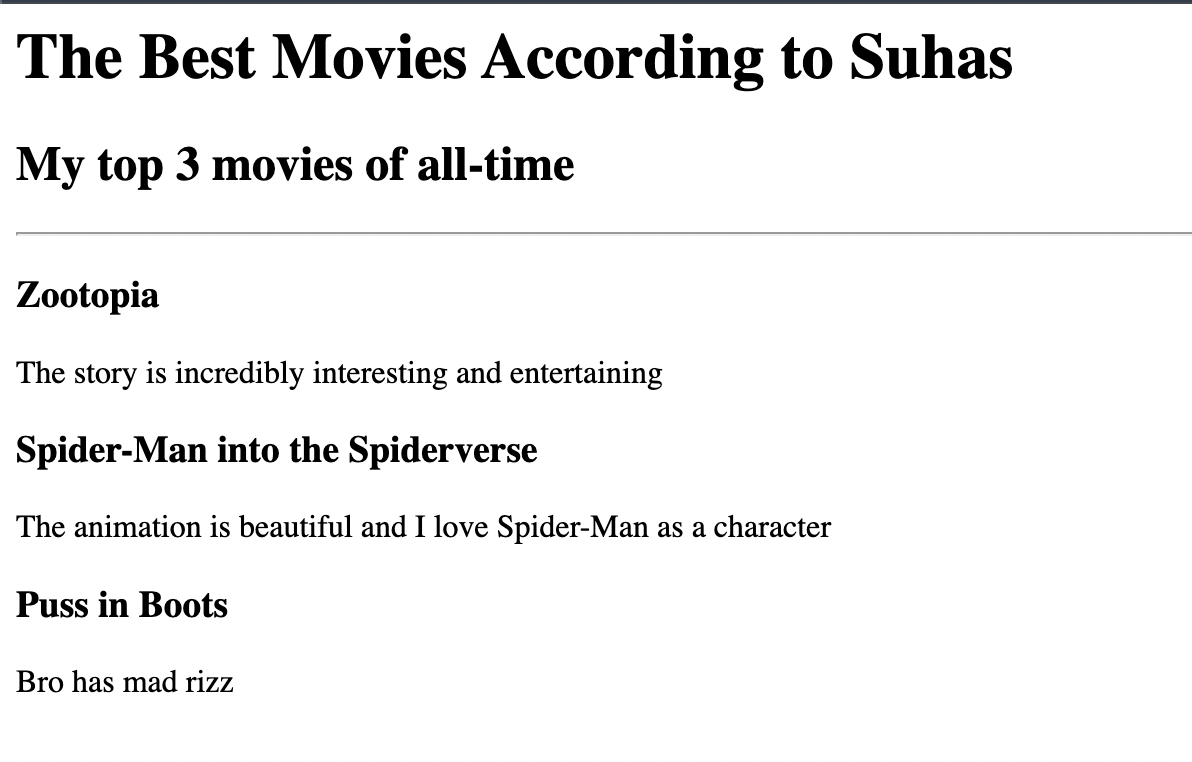 The Best Movies According to Suhas
My top 3 movies of all-time
Zootopia
The story is incredibly interesting and entertaining
Spider-Man into the Spiderverse
The animation is beautiful and I love Spider-Man as a character
Puss in Boots
Bro has mad rizz